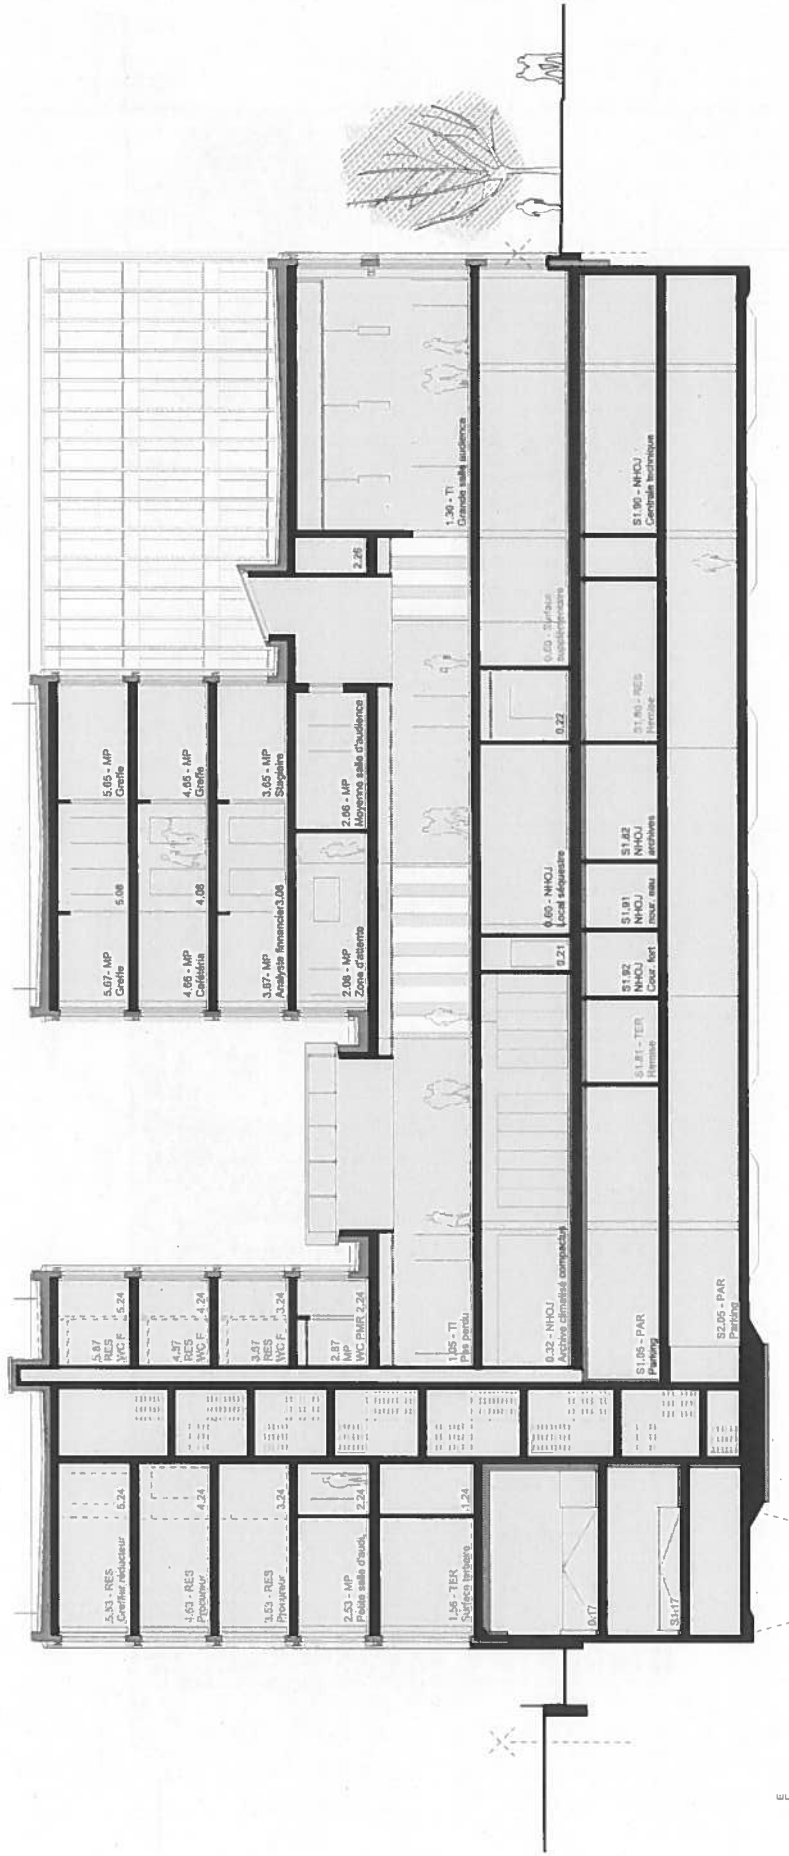 5.53 - RES
Greffier rédacteur
5.24
5.87
RES
WC F
5.24
5.67 - MP
Greffe
5.08
5.65 - MP
Greffe
4.53 - RES
Procureur
4.24
4.87
RES
WC F
4.24
4.66 - MP
Cafétéria
4.08
4.65 - MP
Greffe
3.53 - RES
Procureur
3.24
3.87
RES
WC F
3.24
3.67 - MP
Analyste financier
3.08
3.65 - MP
Stagiaire
2.53 - MP
Petite salle d'audi.
2.24
2.87
MP
WC PMR
2.24
2.08 - MP
Zone d'attente
2.66 - MP
Moyenne salle d'audience
2.26
1.56 - TER
Surface tertiaire
1.24
1.05 - TI
Pas perdu
1.30 - TI
Grande salle audience
0.17
0.32 - NHOJ
Archive climatisé compactus
0.21
0.60 - NHOJ
Local séquestre
0.22
Surface
supplémentaire
S1.17
S1.05 - PAR
Parking
S1.81 - TER
Remise
S1.92
NHOJ
Cour. fort
S1.91
NHOJ
nour. eau
S1.82
NHOJ
archives
S1.80 - RES
Remise
S1.90 - NHOJ
Centrale technique
S2.05 - PAR
Parking